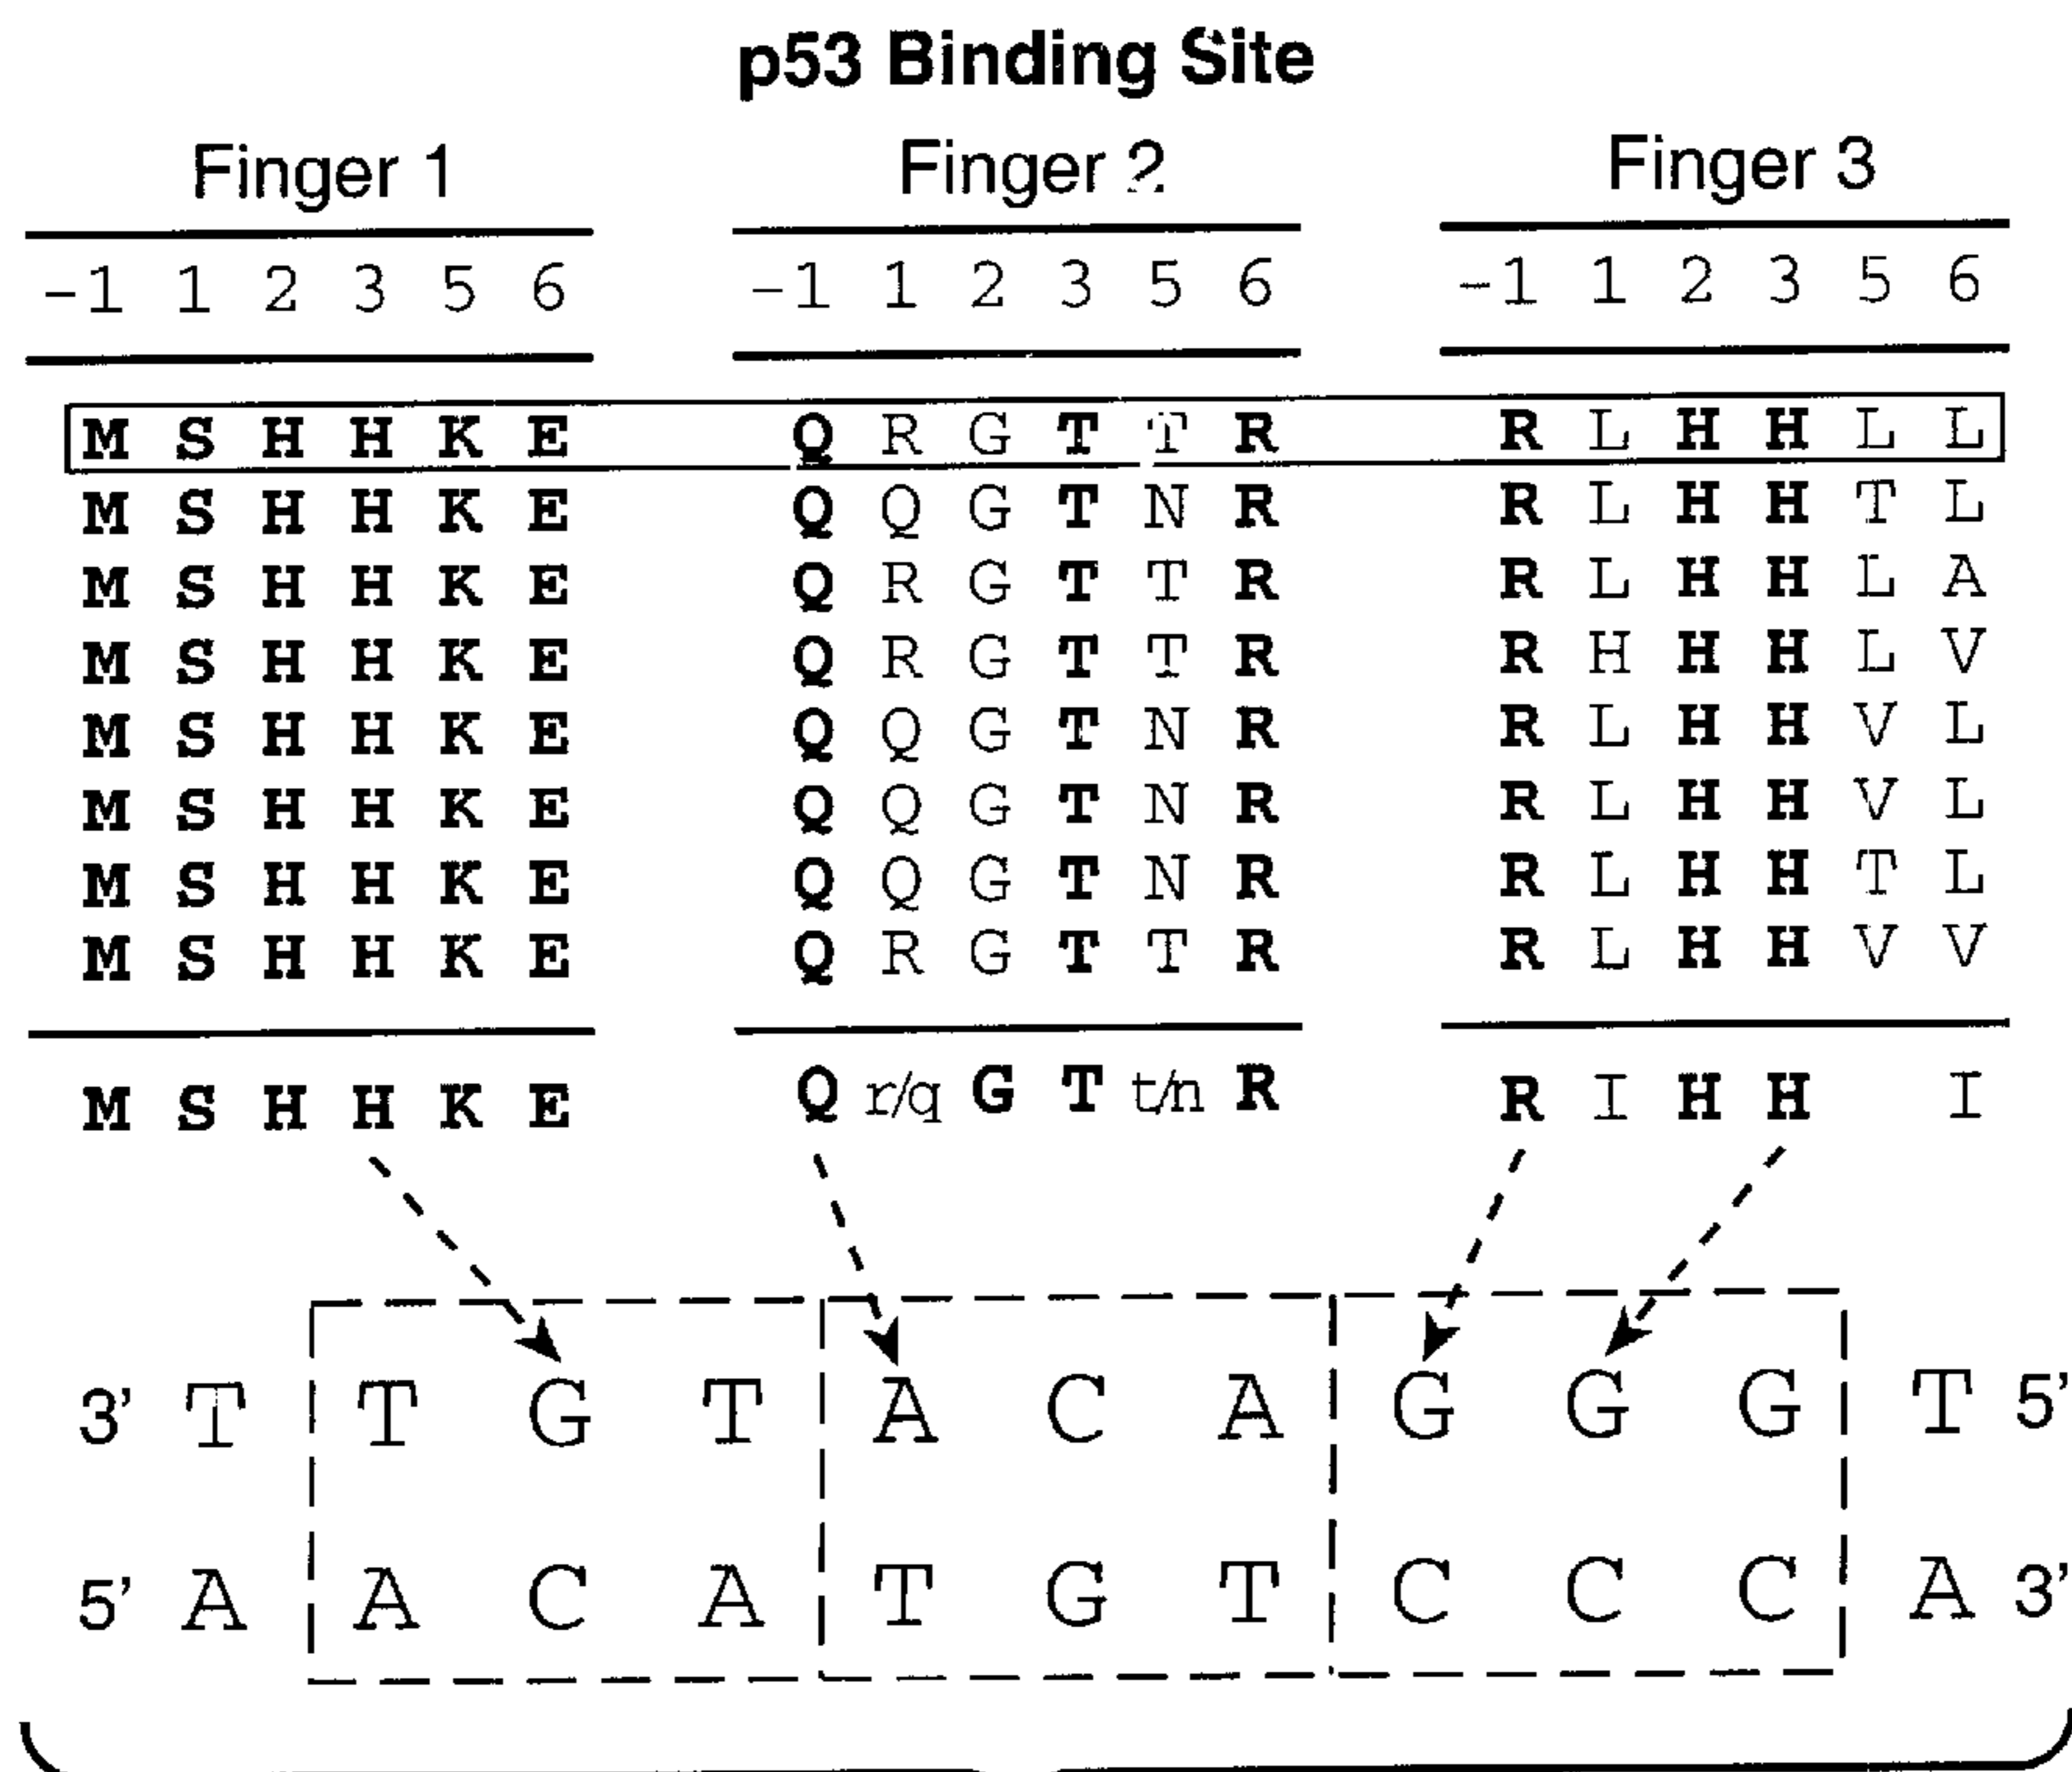 p53 Binding Site
Finger 1 Finger 2 Finger 3
-1 1 2 3 5 6 -1 1 2 3 5 6 -1 1 2 3 5 6
M S H H K E Q R G T T R R L H H L L
M S H H K E Q Q G T N R R L H H T L
M S H H K E Q R G T T R R L H H L A
M S H H K E Q R G T T R R H H H L V
M S H H K E Q Q G T N R R L H H V L
M S H H K E Q Q G T N R R L H H V L
M S H H K E Q Q G T N R R L H H T L
M S H H K E Q R G T T R R L H H V V
M S H H K E Q r/q G T t/n R R I H H I
3' T T G T A C A G G G T 5'
5' A A C A T G T C C C A 3'